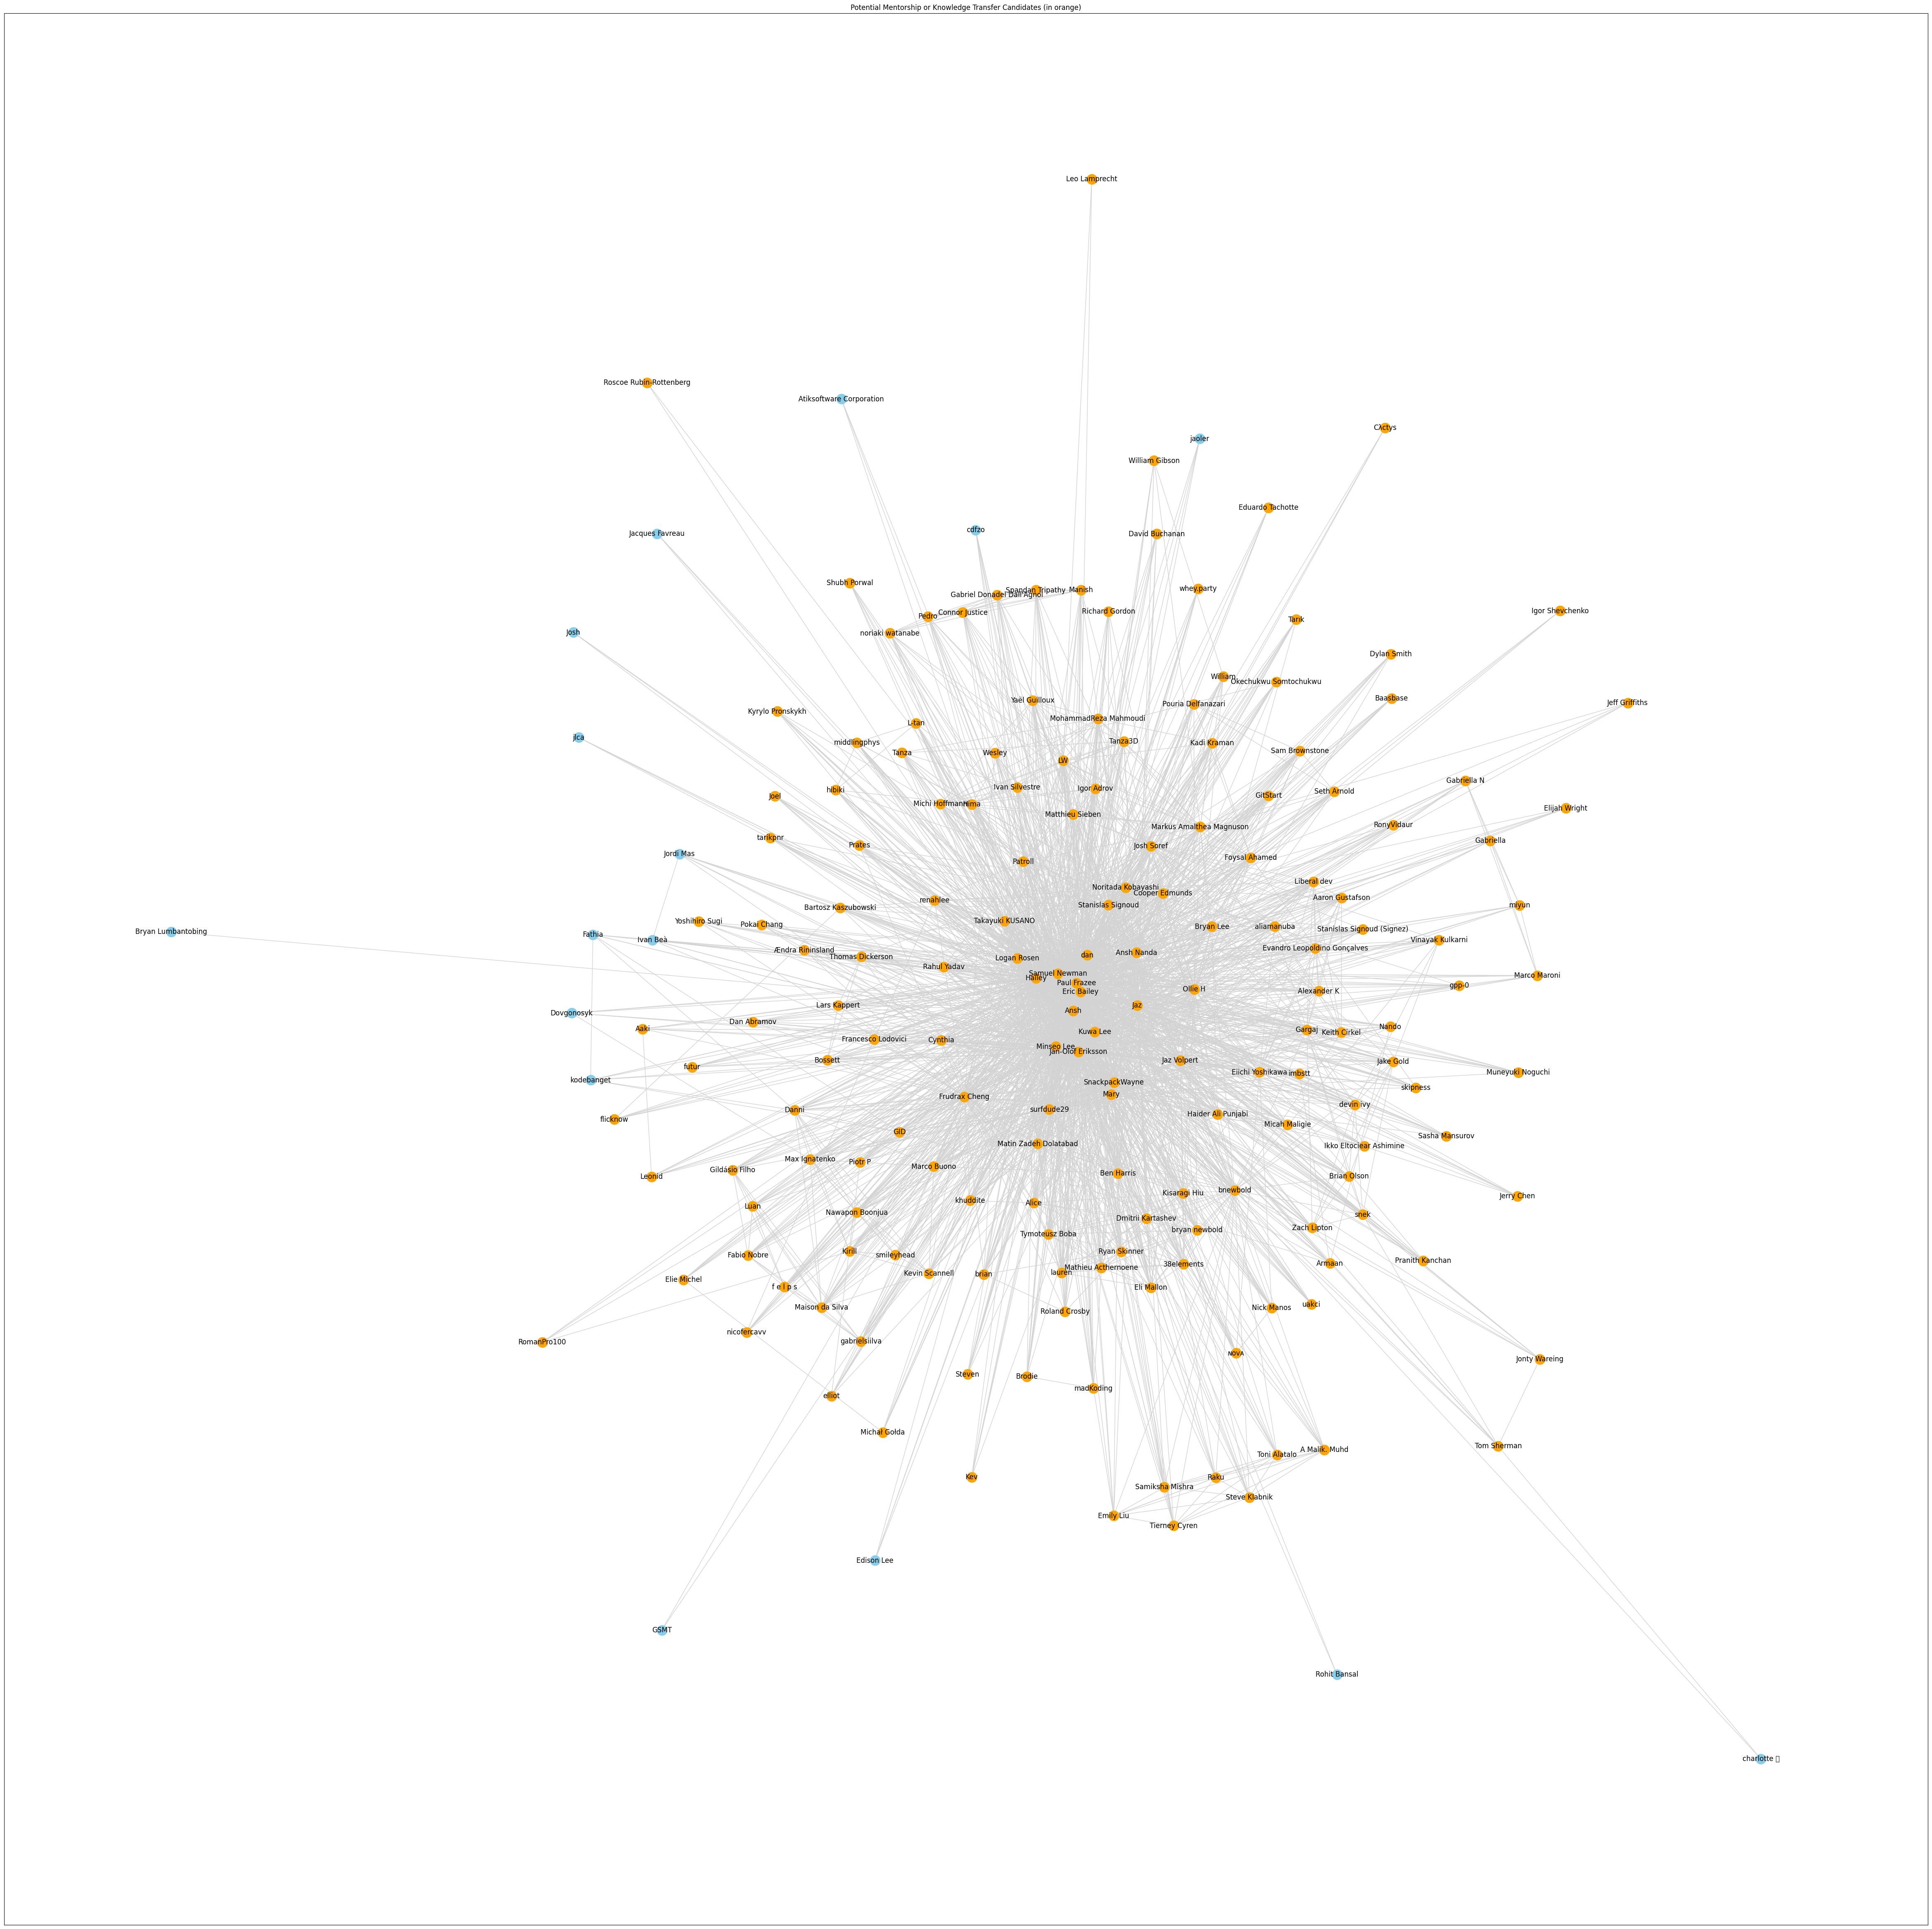 Potential Mentorship or Knowledge Transfer Candidates (in orange)
Leo Lamprecht
Roscoe Rubin-Rottenberg
Atiksoftware Corporation
Cλctys
jaoler
William Gibson
Eduardo Tachotte
cdfzo
Jacques Favreau
David Buchanan
Shubh Porwal
whey.party
Spandan Tripathy
Manish
Gabriel Donadel Dall'Agnol
Igor Shevchenko
Connor Justice
Richard Gordon
Pedro
Tarik
noriaki watanabe
Josh
Dylan Smith
William
Okechukwu Somtochukwu
Baasbase
Yaël Guilloux
Jeff Griffiths
Pouria Delfanazari
Kyrylo Pronskykh
MohammadReza Mahmoudi
L-tan
jlca
middlingphys
Tanza3D
Kadi Kraman
Tanza
Wesley
Sam Brownstone
LW
Gabriella N
Ivan Silvestre
Igor Adrov
hibiki
Seth Arnold
Joel
GitStart
Michi Hoffmann
Hima
Elijah Wright
Matthieu Sieben
RonyVidaur
Markus Amalthea Magnuson
tarikpnr
Gabriella
Prates
Josh Soref
Jordi Mas
Foysal Ahamed
Patroll
Liberal dev
Noritada Kobayashi
Cooper Edmunds
Aaron Gustafson
renahlee
Stanislas Signoud
miyun
Bartosz Kaszubowski
Yoshihiro Sugi
Takayuki KUSANO
Pokai Chang
Bryan Lee
aliamanuba
Stanislas Signoud (Signez)
Bryan Lumbantobing
Fathia
Ivan Beà
Vinayak Kulkarni
Ændra Rininsland
Evandro Leopoldino Gonçalves
Ansh Nanda
dan
Thomas Dickerson
Logan Rosen
Rahul Yadav
Samuel Newman
Marco Maroni
Hailey
Paul Frazee
gpp-0
Ollie H
Alexander K
Eric Bailey
Lars Kappert
Jaz
Ansh
Dovgonosyk
Dan Abramov
Nando
Aaki
Gargaj
Kuwa Lee
Keith Cirkel
Francesco Lodovici
Cynthia
Minseo Lee
Jan-Olof Eriksson
Bossett
Jaz Volpert
Jake Gold
futur
Eiichi Yoshikawa
imbstt
Muneyuki Noguchi
kodebanget
SnackpackWayne
skipness
Mary
Frudrax Cheng
devin ivy
surfdude29
Danni
Haider Ali Punjabi
flicknow
Micah Maligie
GID
Sasha Mansurov
Matin Zadeh Dolatabad
Ikko Eltociear Ashimine
Max Ignatenko
Piotr P
Marco Buono
Gildásio Filho
Ben Harris
Leonid
Brian Olson
bnewbold
Kisaragi Hiu
Jerry Chen
khuddite
Alice
Luan
Nawapon Boonjua
snek
Dmitrii Kartashev
Zach Lipton
bryan newbold
Tymoteusz Boba
Kirill
Ryan Skinner
Fabio Nobre
smileyhead
Pranith Kanchan
Armaan
38elements
Mathieu Acthernoene
Kevin Scannell
brian
lauren
Elie Michel
f e l p s
Eli Mallon
uakci
Maison da Silva
Nick Manos
Roland Crosby
nicofercavv
RomanPro100
gabrielsiilva
ɴᴏᴠᴀ
Jonty Wareing
Steven
Brodie
madKoding
elliot
Michał Gołda
Tom Sherman
A Malik. Muhd
Toni Alatalo
Kev
Raku
Samiksha Mishra
Steve Klabnik
Emily Liu
Tierney Cyren
Edison Lee
GSMT
Rohit Bansal
charlotte